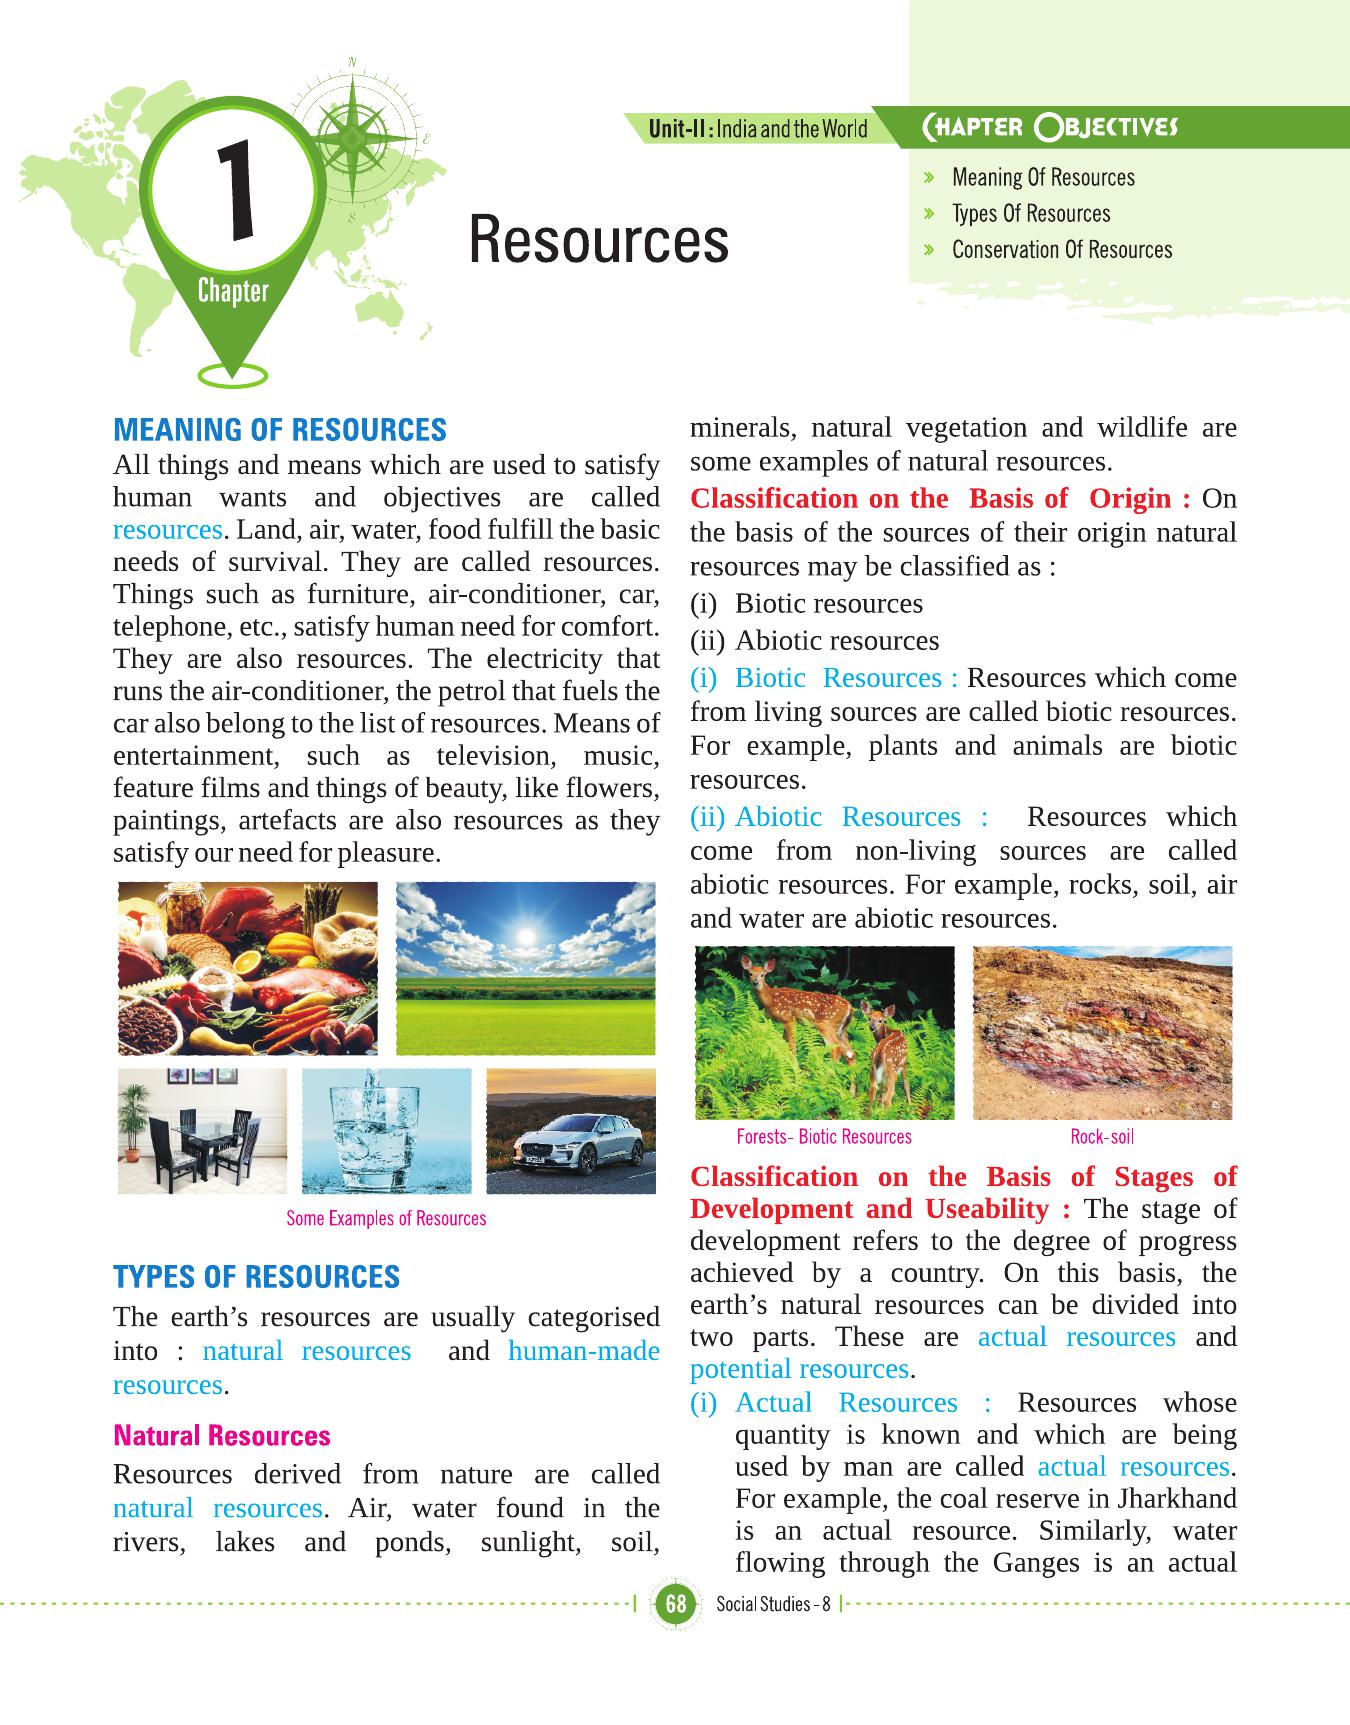 N
E
S
1
Chapter
Unit-II : India and the World
CHAPTER OBJECTIVES
» Meaning Of Resources
» Types Of Resources
» Conservation Of Resources
Resources
MEANING OF RESOURCES
All things and means which are used to satisfy
human wants and objectives are called
resources. Land, air, water, food fulfill the basic
needs of survival. They are called resources.
Things such as furniture, air-conditioner, car,
telephone, etc., satisfy human need for comfort.
They are also resources. The electricity that
runs the air-conditioner, the petrol that fuels the
car also belong to the list of resources. Means of
entertainment, such as television, music,
feature films and things of beauty, like flowers,
paintings, artefacts are also resources as they
satisfy our need for pleasure.
Some Examples of Resources
TYPES OF RESOURCES
The earth’s resources are usually categorised
into : natural resources and human-made
resources.
Natural Resources
Resources derived from nature are called
natural resources. Air, water found in the
rivers, lakes and ponds, sunlight, soil,
minerals, natural vegetation and wildlife are
some examples of natural resources.
Classification on the Basis of Origin : On
the basis of the sources of their origin natural
resources may be classified as :
(i) Biotic resources
(ii) Abiotic resources
(i) Biotic Resources : Resources which come
from living sources are called biotic resources.
For example, plants and animals are biotic
resources.
(ii) Abiotic Resources : Resources which
come from non-living sources are called
abiotic resources. For example, rocks, soil, air
and water are abiotic resources.
Forests- Biotic Resources
Rock-soil
Classification on the Basis of Stages of
Development and Useability : The stage of
development refers to the degree of progress
achieved by a country. On this basis, the
earth’s natural resources can be divided into
two parts. These are actual resources and
potential resources.
(i) Actual Resources : Resources whose
quantity is known and which are being
used by man are called actual resources.
For example, the coal reserve in Jharkhand
is an actual resource. Similarly, water
flowing through the Ganges is an actual
68 Social Studies - 8